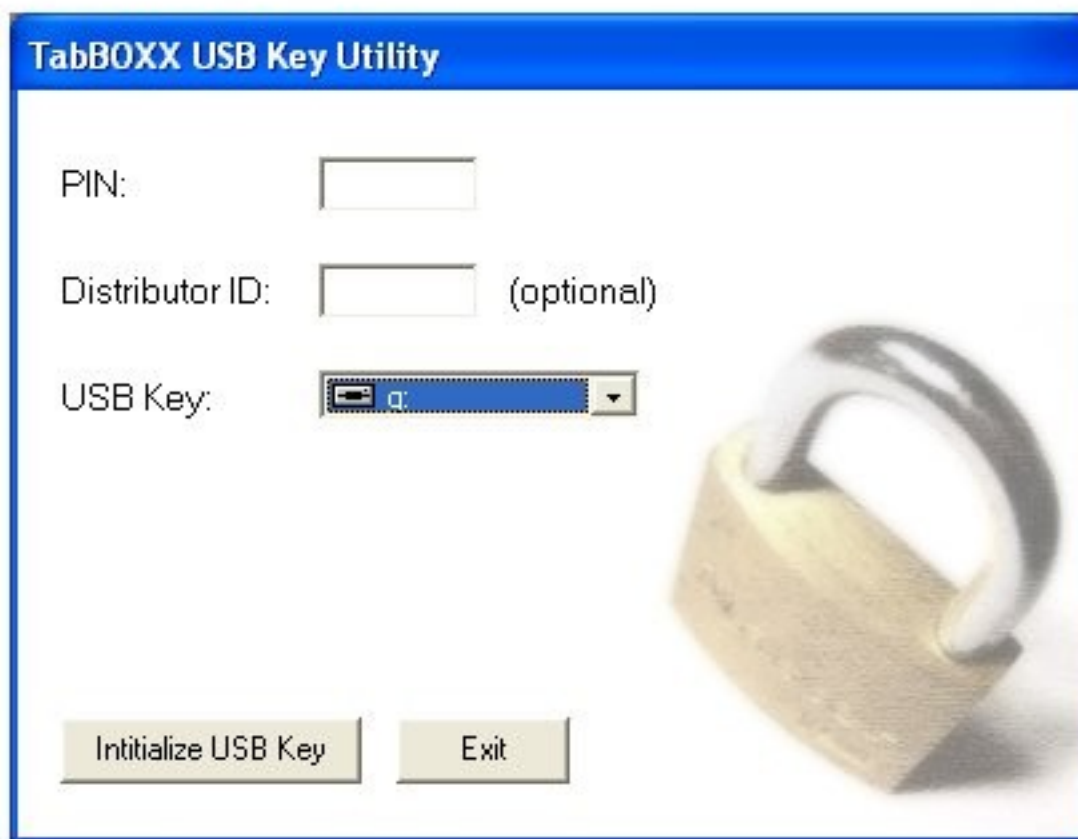 TabBOXX USB Key Utility
PIN:
Distributor ID: (optional)
USB Key: q:
Intitialize USB Key Exit